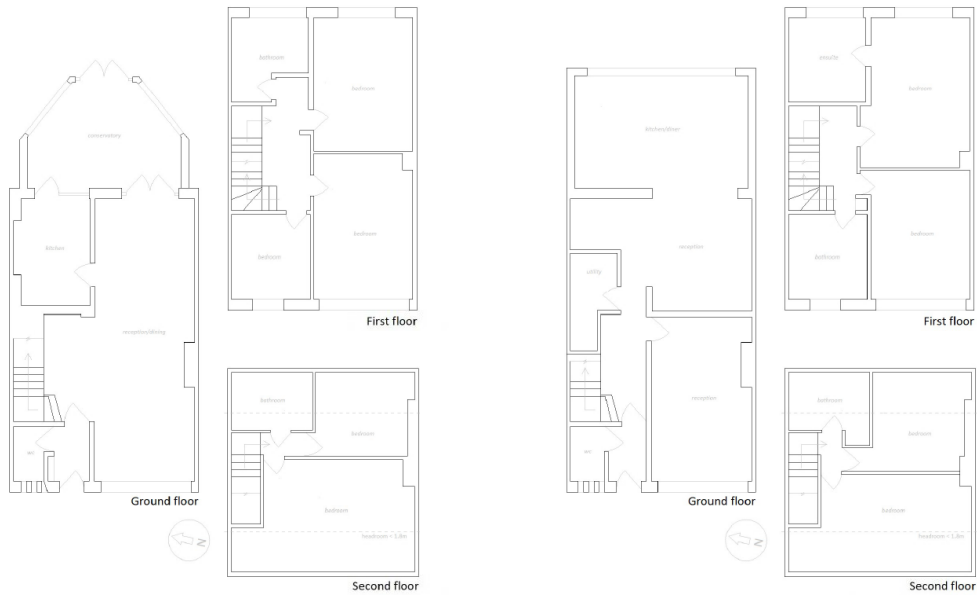 bathroom
bedroom
conservatory
kitchen
bedroom
bedroom
First floor
reception/dining
wc
Ground floor
N
bathroom
bedroom
bedroom
headroom < 1.8m
Second floor
ensuite
bedroom
kitchen/diner
reception
utility
bathroom
bedroom
First floor
reception
wc
Ground floor
N
bathroom
bedroom
bedroom
headroom < 1.8m
Second floor